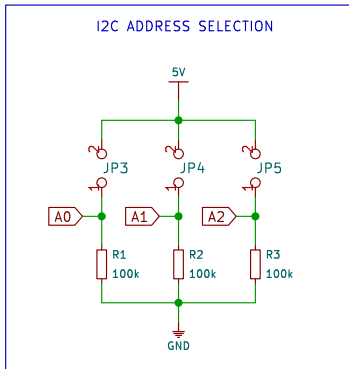 I2C ADDRESS SELECTION
5V
2 2 2
JP3 JP4 JP5
1 1 1
A0 A1 A2
R1 R2 R3
100k 100k 100k
GND